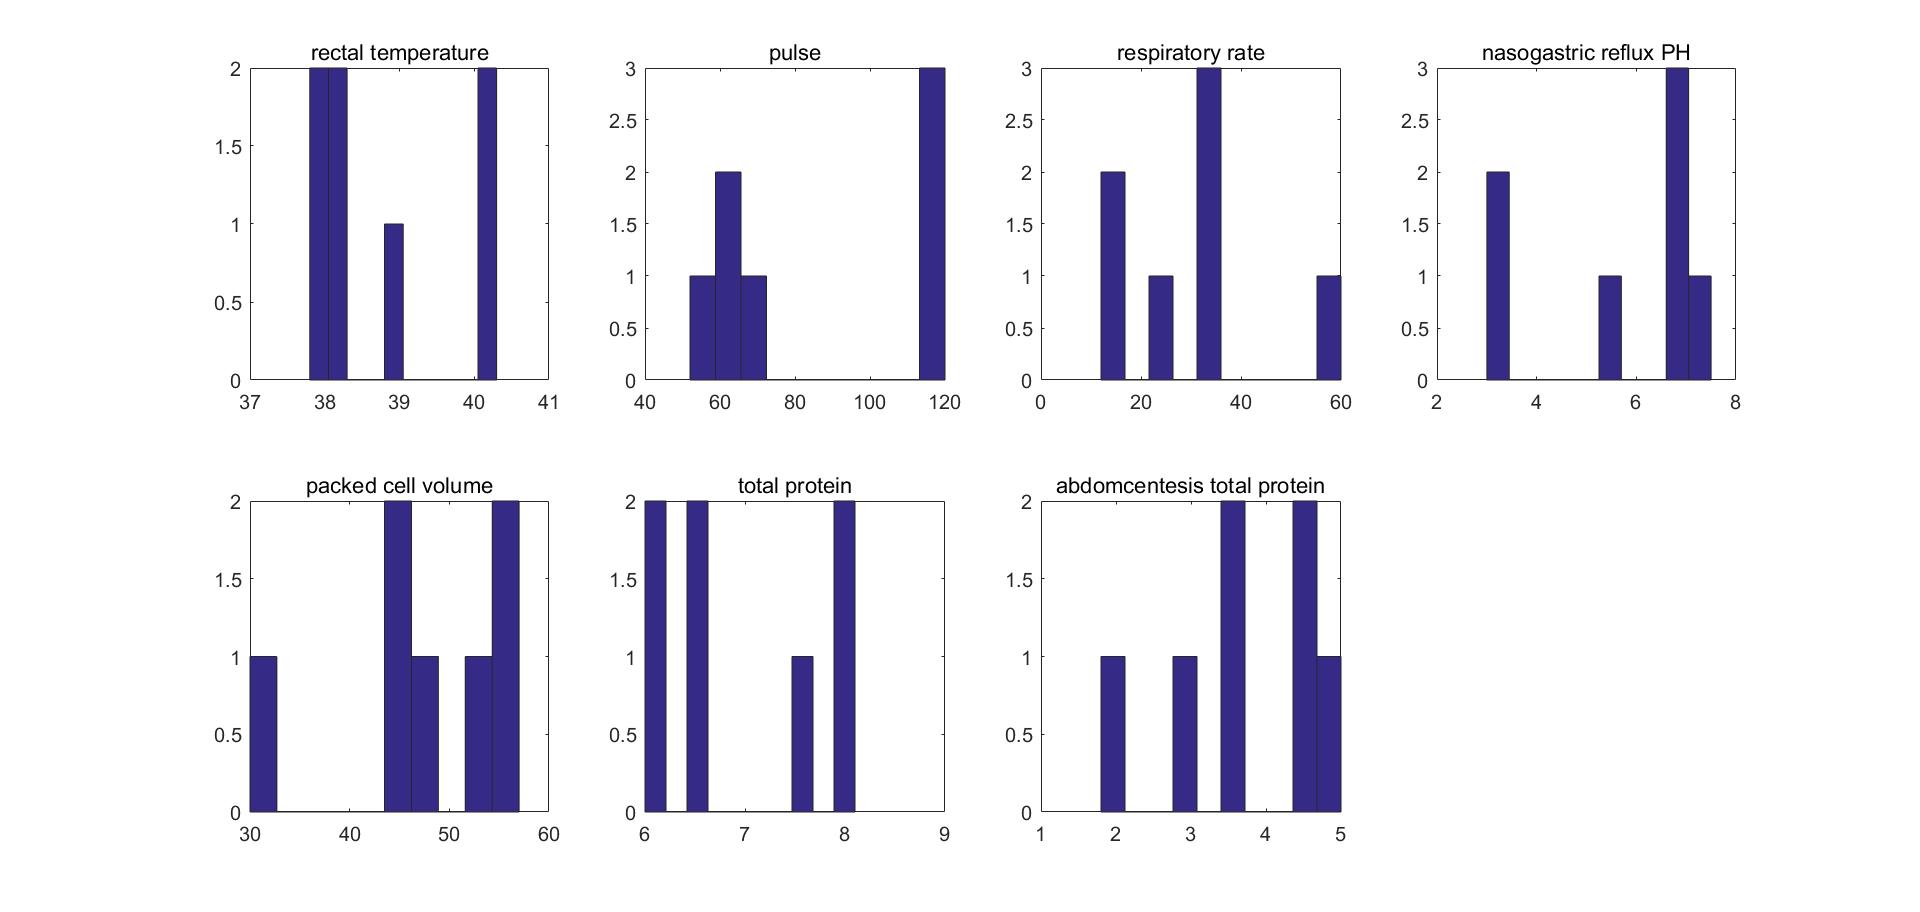 rectal temperature
pulse
respiratory rate
nasogastric reflux PH
2
1.5
1
0.5
0
37 38 39 40 41
3
2.5
2
1.5
1
0.5
0
40 60 80 100 120
3
2.5
2
1.5
1
0.5
0
0 20 40 60
3
2.5
2
1.5
1
0.5
0
2 4 6 8
packed cell volume
total protein
abdomcentesis total protein
2
1.5
1
0.5
0
30 40 50 60
2
1.5
1
0.5
0
6 7 8 9
2
1.5
1
0.5
0
1 2 3 4 5